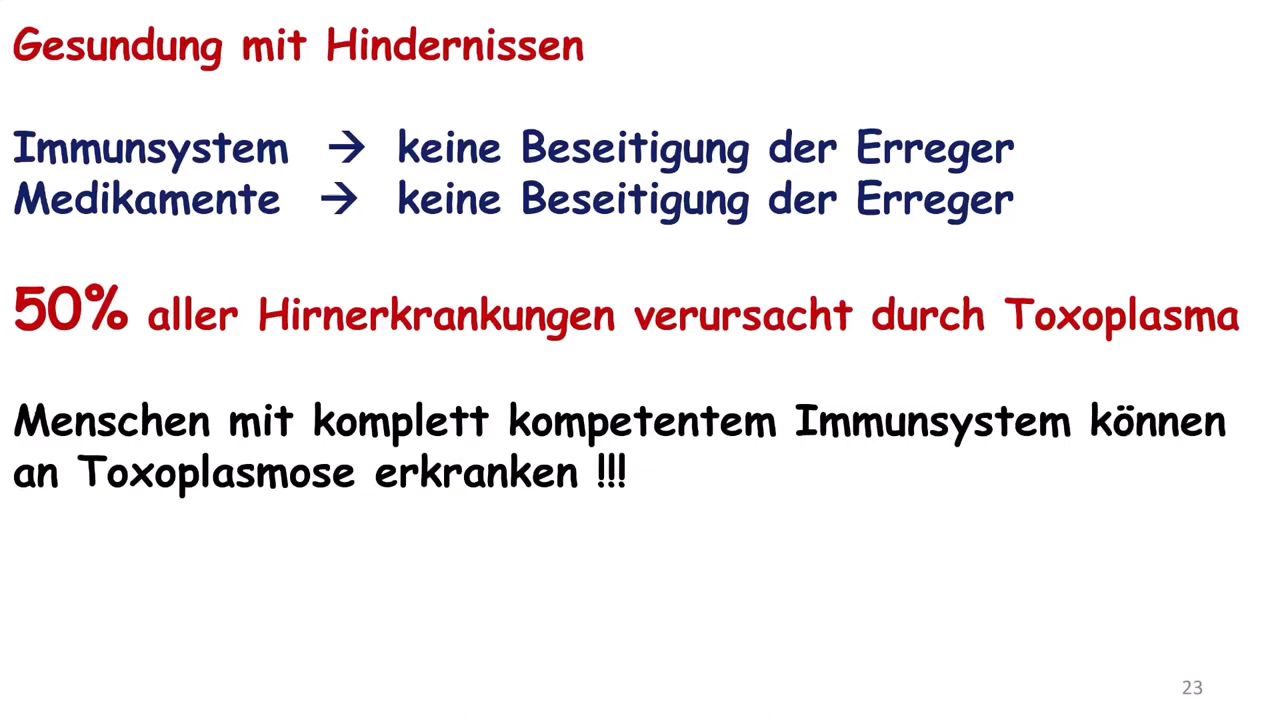 Gesundung mit Hindernissen
Immunsystem → keine Beseitigung der Erreger
Medikamente → keine Beseitigung der Erreger
50% aller Hirnerkrankungen verursacht durch Toxoplasma
Menschen mit komplett kompetentem Immunsystem können
an Toxoplasmose erkranken !!!
23